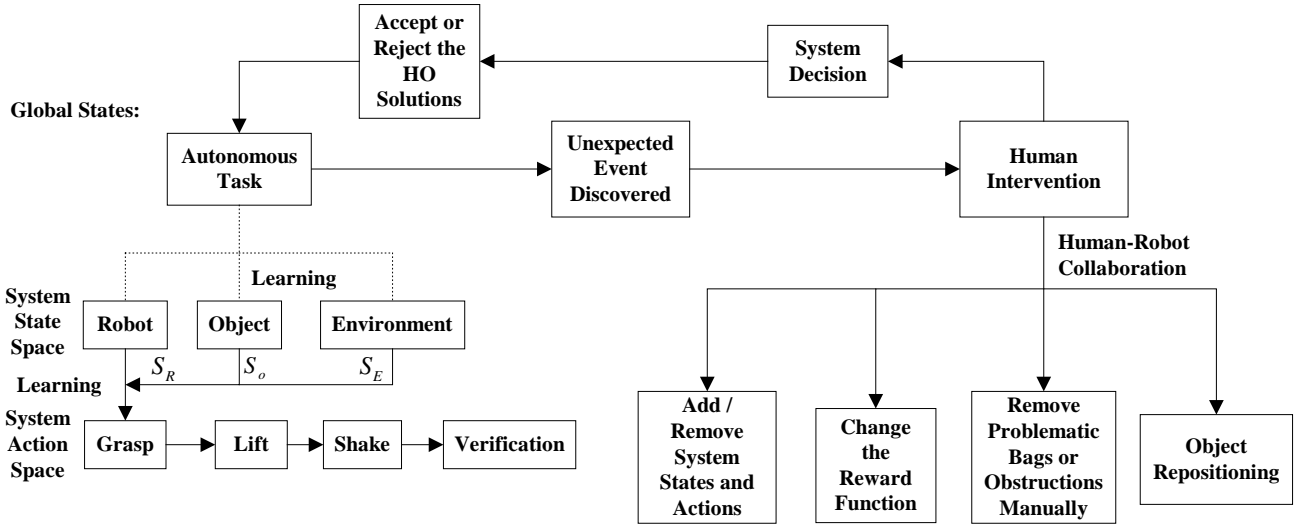 Accept or
Reject the
HO
Solutions
System
Decision
Global States:
Autonomous
Task
Unexpected
Event
Discovered
Human
Intervention
Human-Robot
Collaboration
Learning
System
State
Space
Robot
Object
Environment
S_R
S_o
S_E
Learning
System
Action
Space
Grasp
Lift
Shake
Verification
Add /
Remove
System
States and
Actions
Change
the
Reward
Function
Remove
Problematic
Bags or
Obstructions
Manually
Object
Repositioning